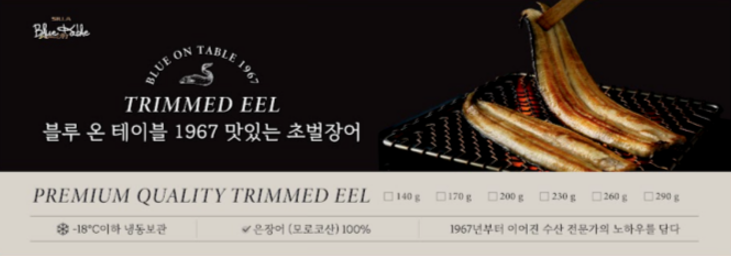 Blue Table
BLUE ON TABLE 1967
TRIMMED EEL
블루 온 테이블 1967 맛있는 초벌장어
PREMIUM QUALITY TRIMMED EEL □ 140 g □ 170 g □ 200 g □ 230 g □ 260 g □ 290 g
-18°C이하 냉동보관
은장어 (모로코산) 100%
1967년부터 이어진 수산 전문가의 노하우를 담다